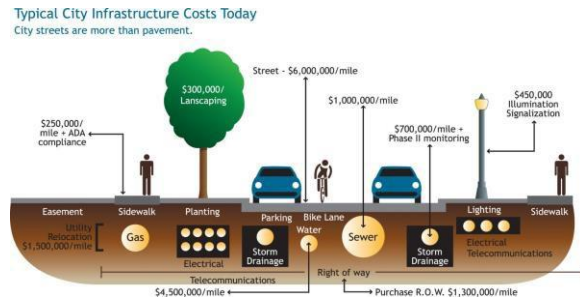 Typical City Infrastructure Costs Today
City streets are more than pavement.
$300,000/
Lanscaping
Street - $6,000,000/mile
$1,000,000/mile
$450,000
Illumination
Signalization
$250,000/
mile + ADA
compliance
$700,000/mile +
Phase II monitoring
Easement
Sidewalk
Planting
Parking
Bike Lane
Lighting
Sidewalk
Utility
Relocation
$1,500,000/mile
Gas
Electrical
Storm
Drainage
Water
Sewer
Storm
Drainage
Electrical
Telecommunications
Telecommunications
Right of way
$4,500,000/mile
Purchase R.O.W. $1,300,000/mile